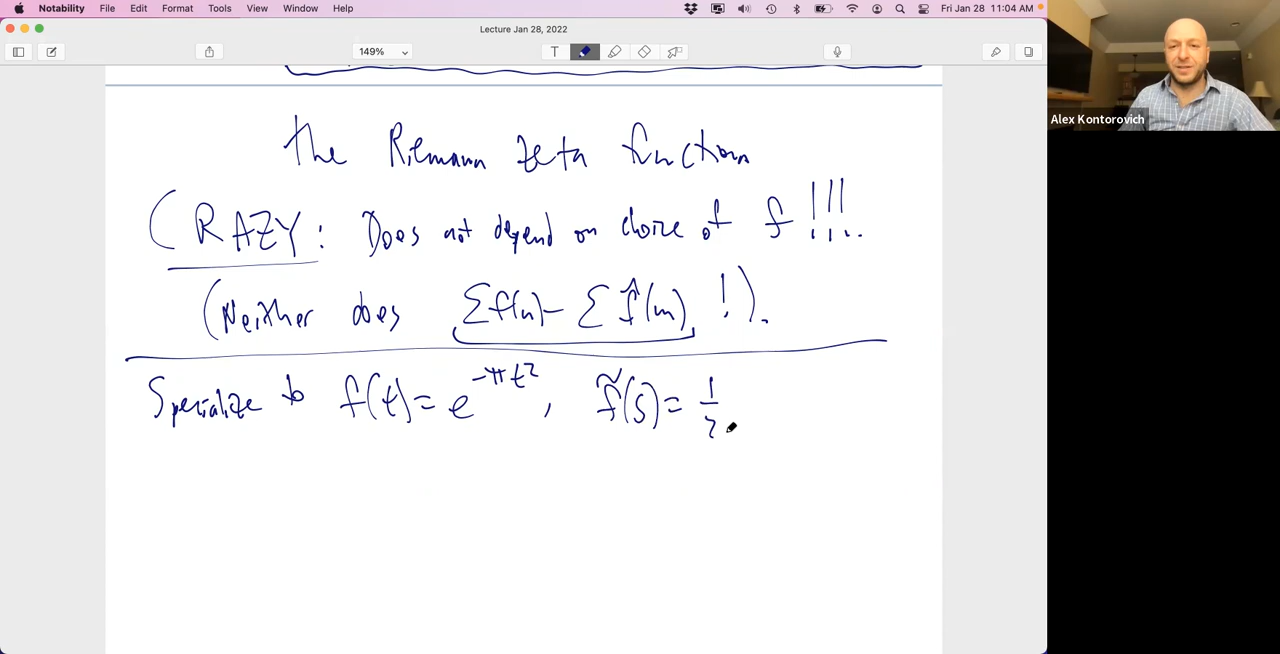 Notability File Edit Format Tools View Window Help Fri Jan 28 11:04 AM
Lecture Jan 28, 2022
149% T
Alex Kontorovich
the Riemann zeta function
CRAZY: Does not depend on choice of f !!!!
(Neither does Σf(n) - Σf̂(m) !).
Specialize to f(t) = e^{-πt²}, f̃(s) = 1/2